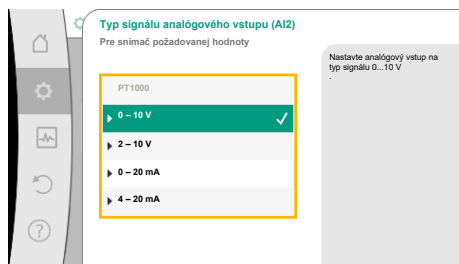 Typ signálu analógového vstupu (AI2)
Pre snímač požadovanej hodnoty
Nastavte analógový vstup na
typ signálu 0...10 V
.
PT1000
0 – 10 V
2 – 10 V
0 – 20 mA
4 – 20 mA
?